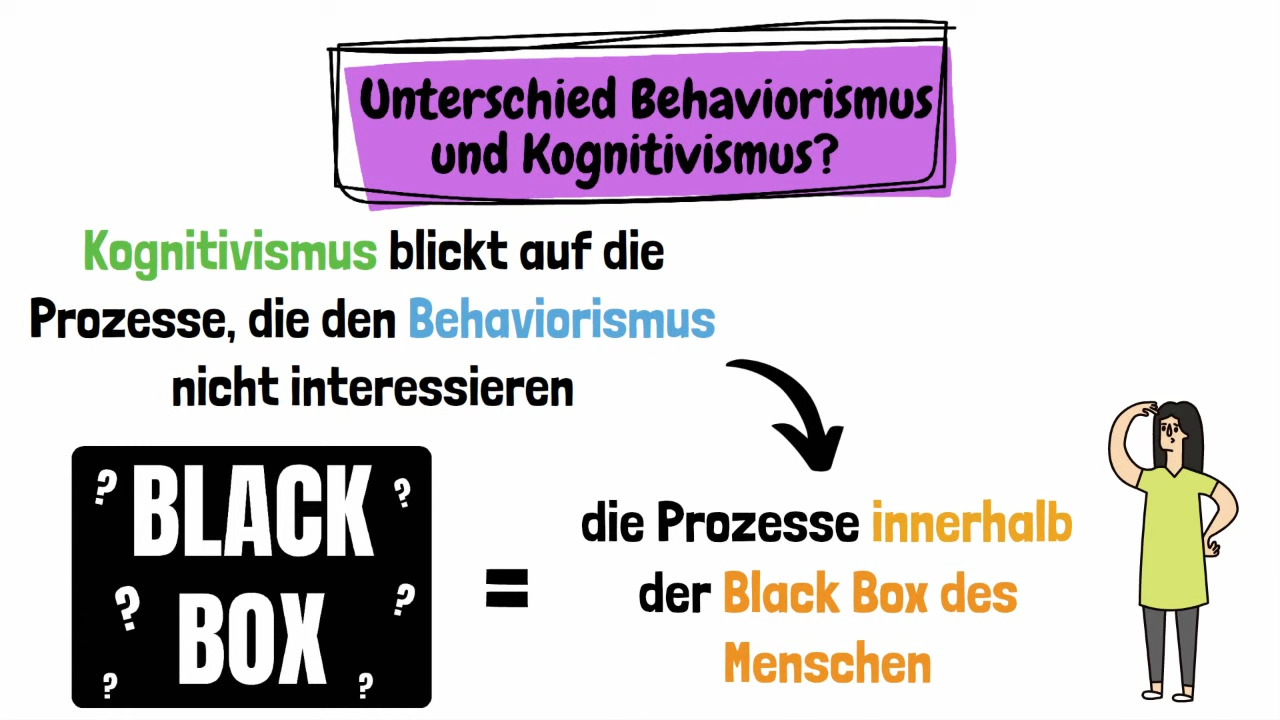 Unterschied Behaviorismus
und Kognitivismus?
Kognitivismus blickt auf die
Prozesse, die den Behaviorismus
nicht interessieren
? BLACK ?
? BOX ?
? ?
=
die Prozesse innerhalb
der Black Box des
Menschen